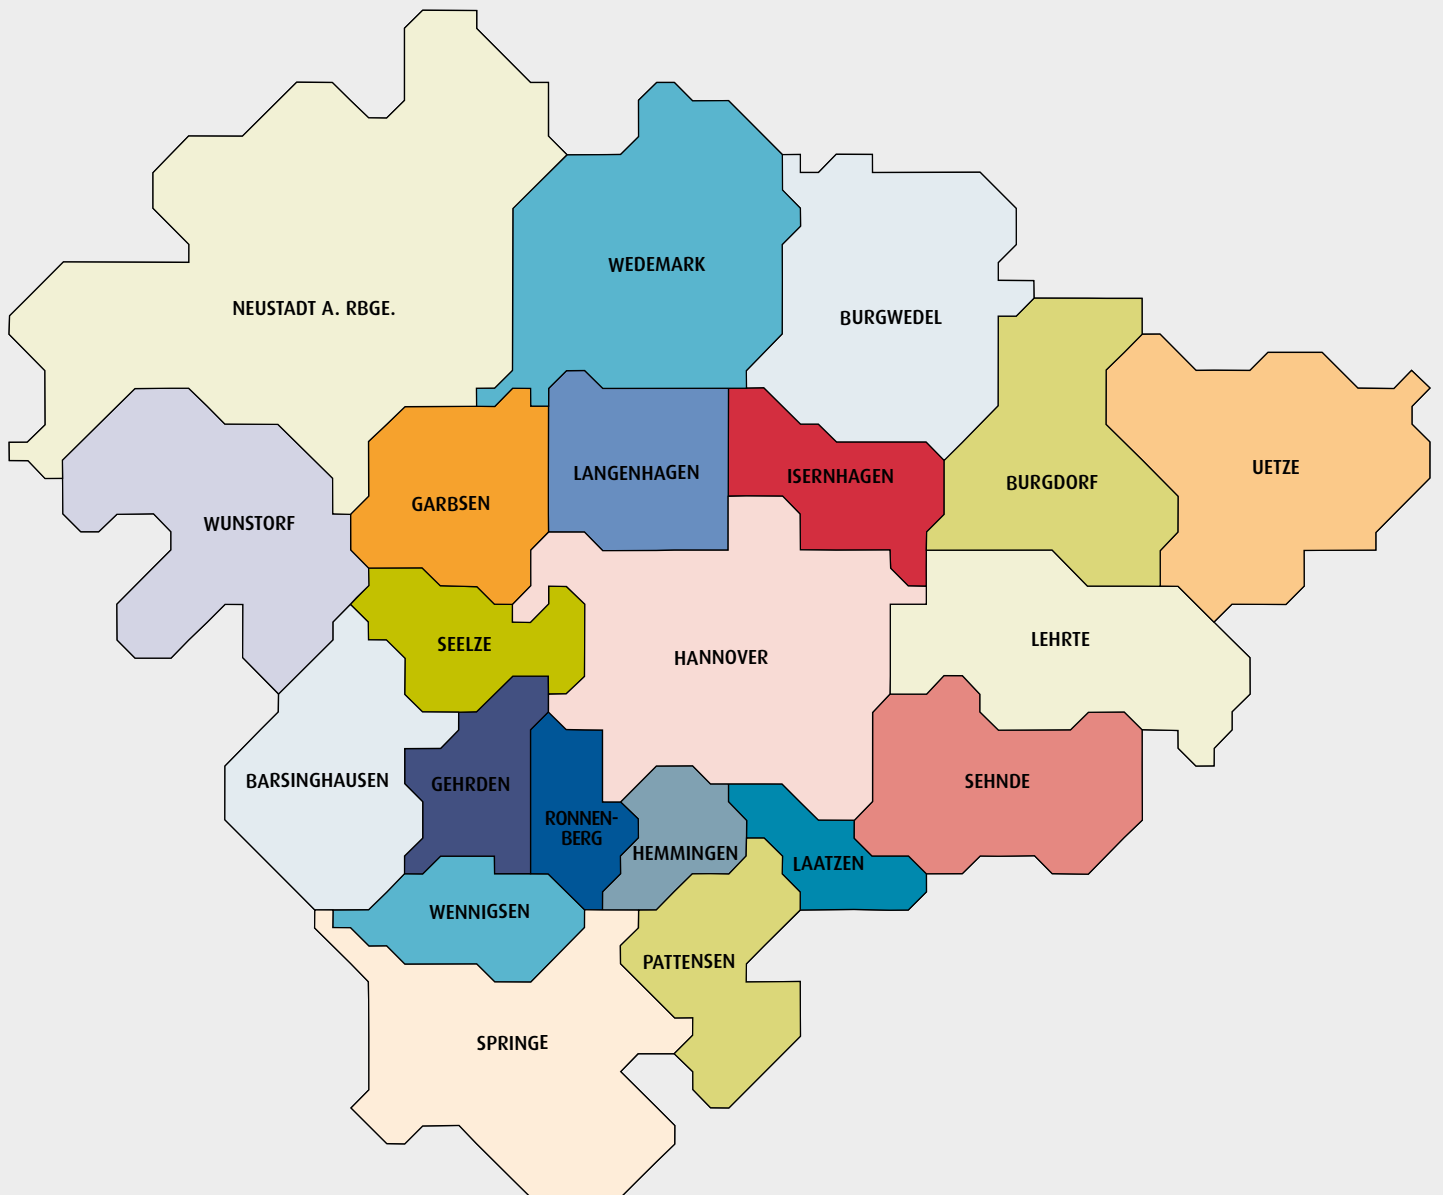 WEDEMARK
NEUSTADT A. RBGE.
BURGWEDEL
UETZE
LANGENHAGEN
ISERNHAGEN
BURGDORF
GARBSEN
WUNSTORF
LEHRTE
SEELZE
HANNOVER
BARSINGHAUSEN
GEHRDEN
SEHNDE
RONNEN-
BERG
HEMMINGEN
LAATZEN
WENNIGSEN
PATTENSEN
SPRINGE